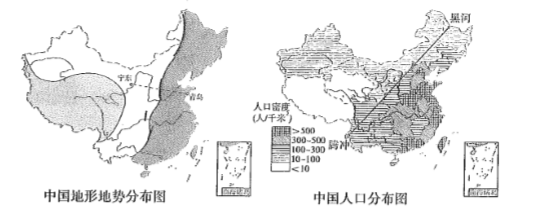 宁东
青岛
中国地形地势分布图
黑河
腾冲
人口密度
(人/千米²)
>500
300-500
100-300
10-100
<10
中国人口分布图